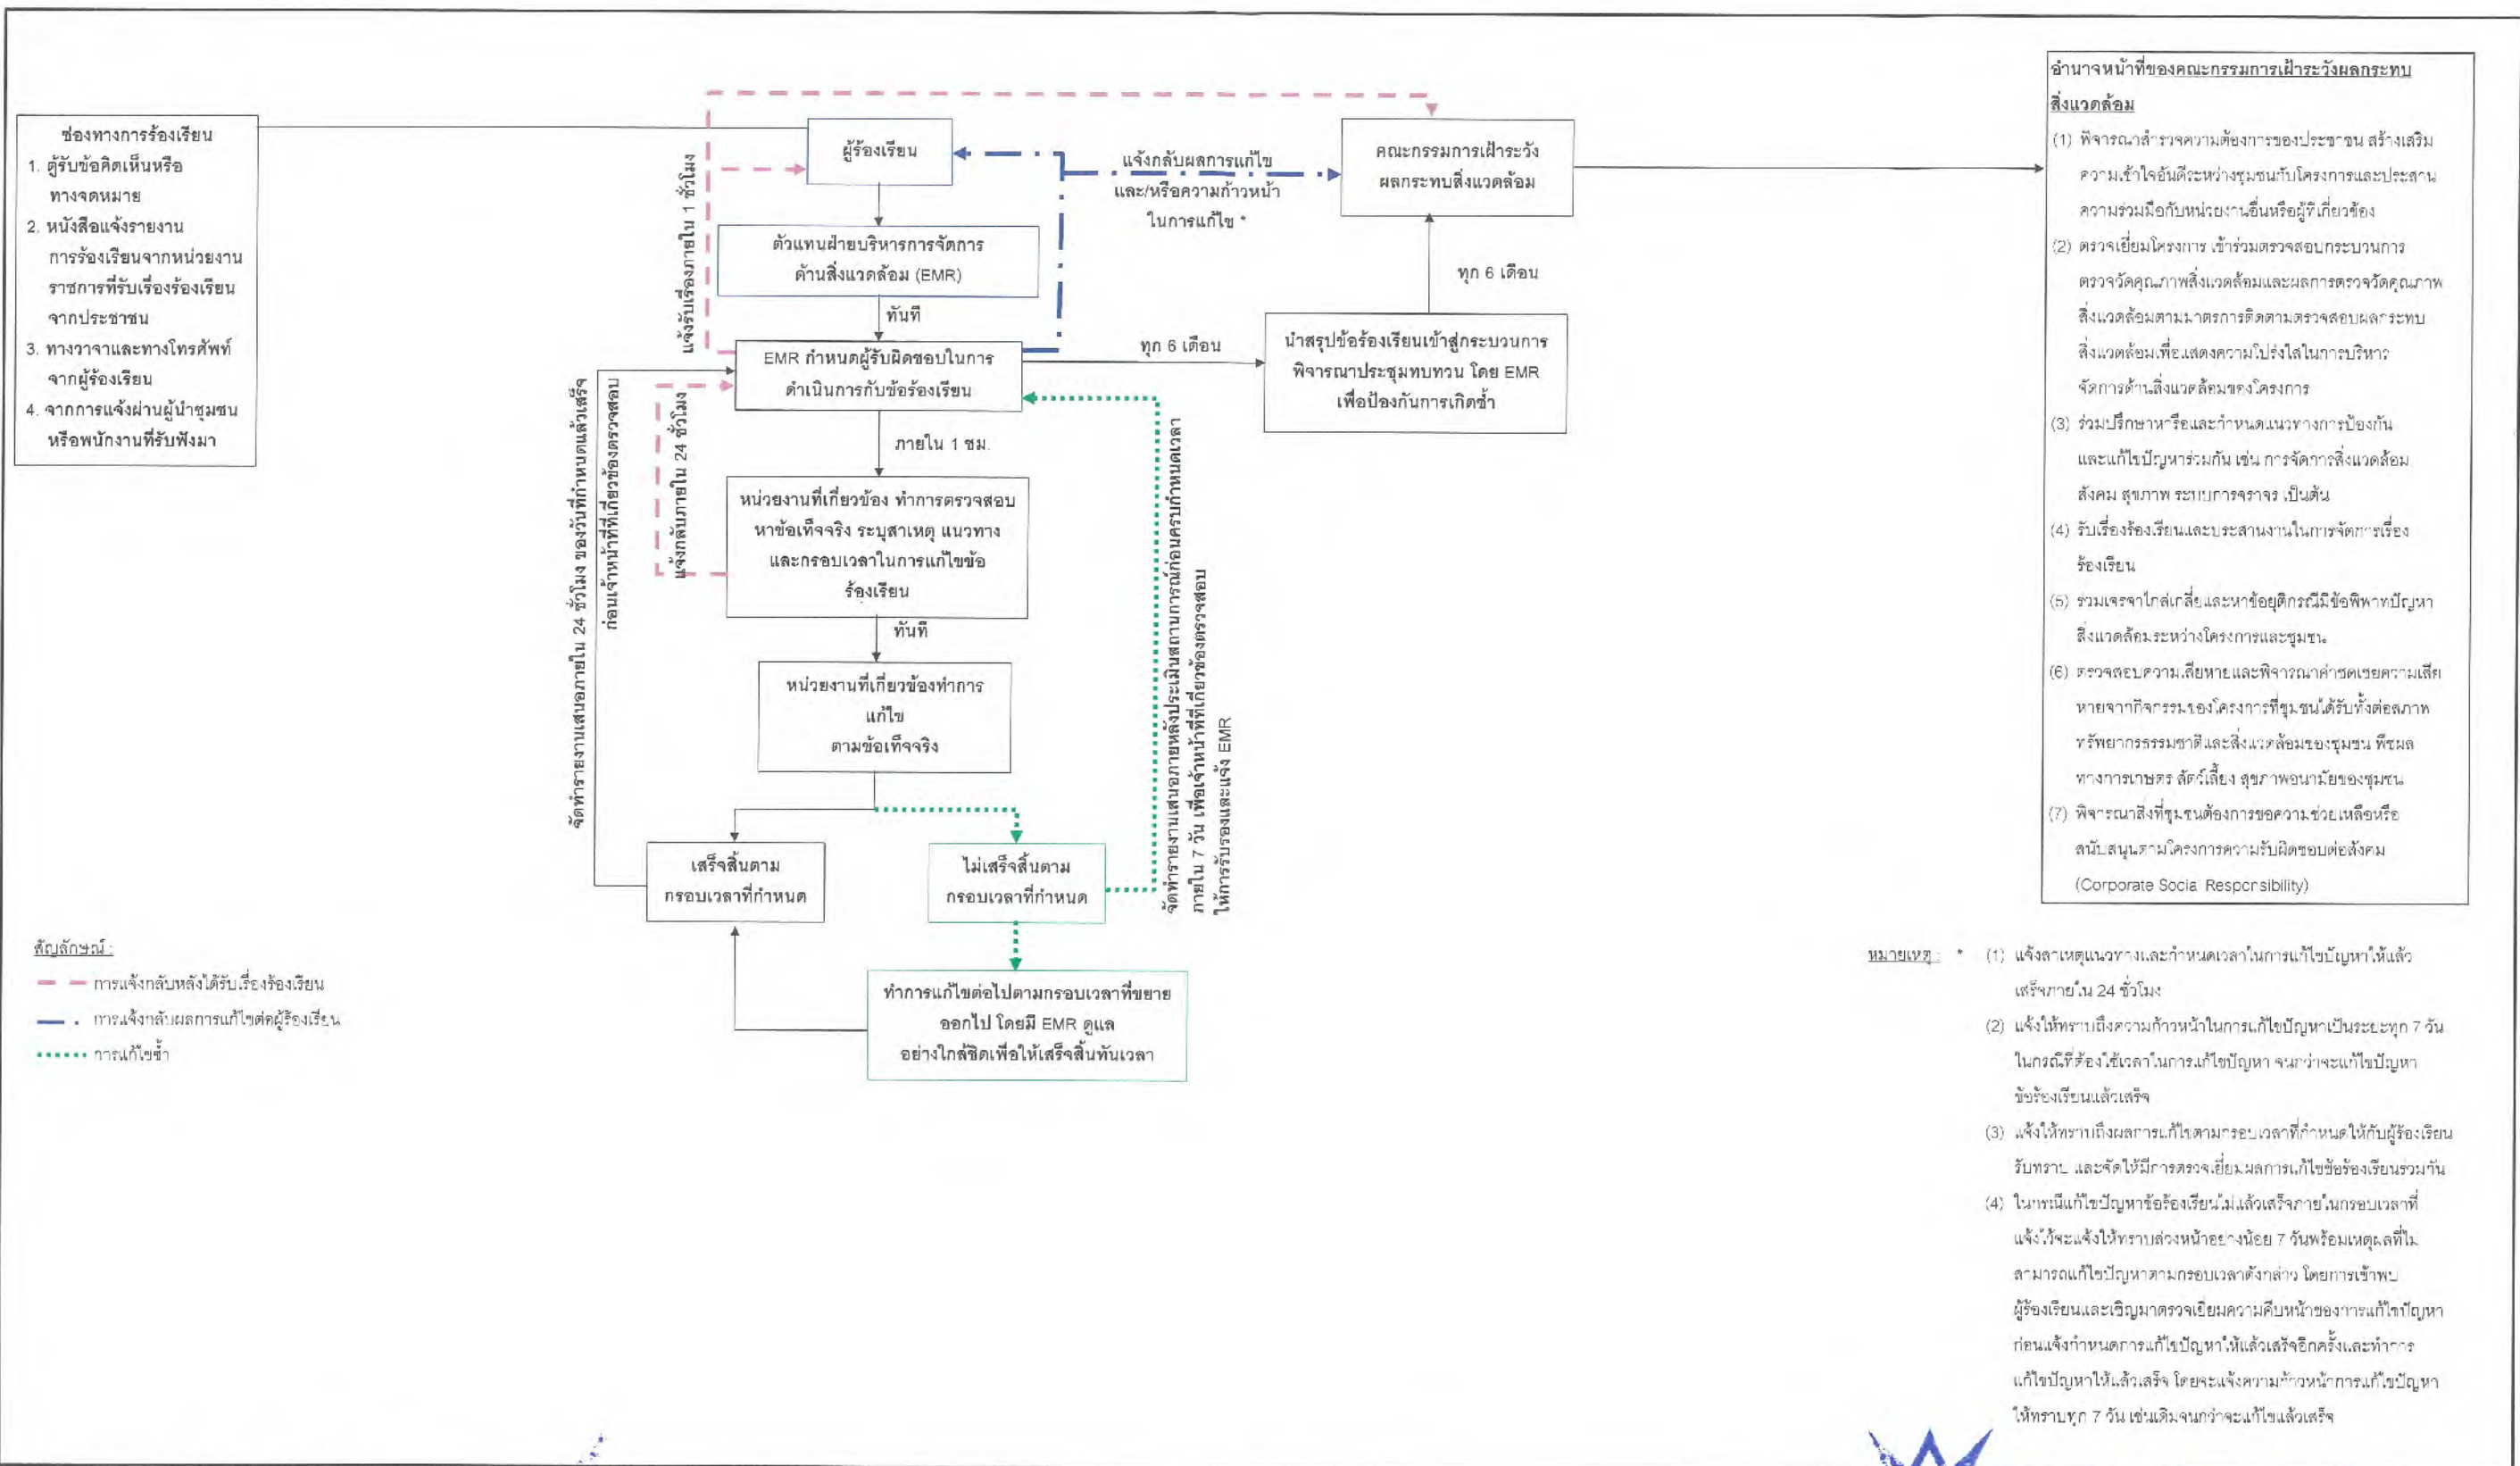 ช่องทางการร้องเรียน
1. ตู้รับข้อคิดเห็นหรือ
ทางจดหมาย
2. หนังสือแจ้งรายงาน
การร้องเรียนจากหน่วยงาน
ราชการที่รับเรื่องร้องเรียน
จากประชาชน
3. ทางวาจาและทางโทรศัพท์
จากผู้ร้องเรียน
4. จากการแจ้งผ่านผู้นำชุมชน
หรือพนักงานที่รับฟังมา
ผู้ร้องเรียน
แจ้งรับเรื่องภายใน 1 ชั่วโมง
ตัวแทนฝ่ายบริหารการจัดการ
ด้านสิ่งแวดล้อม (EMR)
ทันที
EMR กำหนดผู้รับผิดชอบในการ
ดำเนินการกับข้อร้องเรียน
แจ้งกลับผลการแก้ไข
และ/หรือความก้าวหน้า
ในการแก้ไข *
คณะกรรมการเฝ้าระวัง
ผลกระทบสิ่งแวดล้อม
ทุก 6 เดือน
ทุก 6 เดือน
นำสรุปข้อร้องเรียนเข้าสู่กระบวนการ
พิจารณาประชุมทบทวน โดย EMR
เพื่อป้องกันการเกิดซ้ำ
ภายใน 1 ชม.
แจ้งกลับภายใน 24 ชั่วโมง
หน่วยงานที่เกี่ยวข้อง ทำการตรวจสอบ
หาข้อเท็จจริง ระบุสาเหตุ แนวทาง
และกรอบเวลาในการแก้ไขข้อ
ร้องเรียน
ทันที
หน่วยงานที่เกี่ยวข้องทำการ
แก้ไข
ตามข้อเท็จจริง
จัดทำรายงานเสนอภายใน 24 ชั่วโมง ของวันที่กำหนดแล้วเสร็จ
ก่อนเจ้าหน้าที่ที่เกี่ยวข้องตรวจสอบ
จัดทำรายงานเสนอภายหลังประเมินสถานการณ์ก่อนครบกำหนดเวลา
ภายใน 7 วัน เพื่อเจ้าหน้าที่ที่เกี่ยวข้องตรวจสอบ
ให้การรับรองและแจ้ง EMR
เสร็จสิ้นตาม
กรอบเวลาที่กำหนด
ไม่เสร็จสิ้นตาม
กรอบเวลาที่กำหนด
ทำการแก้ไขต่อไปตามกรอบเวลาที่ขยาย
ออกไป โดยมี EMR ดูแล
อย่างใกล้ชิดเพื่อให้เสร็จสิ้นทันเวลา
สัญลักษณ์ :
การแจ้งกลับหลังได้รับเรื่องร้องเรียน
การแจ้งกลับผลการแก้ไขต่อผู้ร้องเรียน
การแก้ไขซ้ำ
อำนาจหน้าที่ของคณะกรรมการเฝ้าระวังผลกระทบ
สิ่งแวดล้อม
(1) พิจารณาสำรวจความต้องการของประชาชน สร้างเสริม
ความเข้าใจอันดีระหว่างชุมชนกับโครงการและประสาน
ความร่วมมือกับหน่วยงานอื่นหรือผู้ที่เกี่ยวข้อง
(2) ตรวจเยี่ยมโครงการ เข้าร่วมตรวจสอบกระบวนการ
ตรวจวัดคุณภาพสิ่งแวดล้อมและผลการตรวจวัดคุณภาพ
สิ่งแวดล้อมตามมาตรการติดตามตรวจสอบผลกระทบ
สิ่งแวดล้อมเพื่อแสดงความโปร่งใสในการบริหาร
จัดการด้านสิ่งแวดล้อมของโครงการ
(3) ร่วมปรึกษาหารือและกำหนดแนวทางการป้องกัน
และแก้ไขปัญหาร่วมกัน เช่น การจัดการสิ่งแวดล้อม
สังคม สุขภาพ ระบบการจราจร เป็นต้น
(4) รับเรื่องร้องเรียนและประสานงานในการจัดการเรื่อง
ร้องเรียน
(5) ร่วมเจรจาไกล่เกลี่ยและหาข้อยุติกรณีมีข้อพิพาทปัญหา
สิ่งแวดล้อมระหว่างโครงการและชุมชน
(6) ตรวจสอบความเสียหายและพิจารณาค่าชดเชยความเสีย
หายจากกิจกรรมของโครงการที่ชุมชนได้รับทั้งต่อสภาพ
ทรัพยากรธรรมชาติและสิ่งแวดล้อมของชุมชน พืชผล
ทางการเกษตร สัตว์เลี้ยง สุขภาพอนามัยของชุมชน
(7) พิจารณาสิ่งที่ชุมชนต้องการขอความช่วยเหลือหรือ
สนับสนุนตามโครงการความรับผิดชอบต่อสังคม
(Corporate Social Responsibility)
หมายเหตุ : * (1) แจ้งสาเหตุแนวทางและกำหนดเวลาในการแก้ไขปัญหาให้แล้ว
เสร็จภายใน 24 ชั่วโมง
(2) แจ้งให้ทราบถึงความก้าวหน้าในการแก้ไขปัญหาเป็นระยะทุก 7 วัน
ในกรณีที่ต้องใช้เวลาในการแก้ไขปัญหา จนกว่าจะแก้ไขปัญหา
ข้อร้องเรียนแล้วเสร็จ
(3) แจ้งให้ทราบถึงผลการแก้ไขตามกรอบเวลาที่กำหนดให้กับผู้ร้องเรียน
รับทราบ และจัดให้มีการตรวจเยี่ยมผลการแก้ไขข้อร้องเรียนร่วมกัน
(4) ในกรณีแก้ไขปัญหาข้อร้องเรียนไม่แล้วเสร็จภายในกรอบเวลาที่
แจ้งไว้จะแจ้งให้ทราบล่วงหน้าอย่างน้อย 7 วันพร้อมเหตุผลที่ไม่
สามารถแก้ไขปัญหาตามกรอบเวลาดังกล่าว โดยการเข้าพบ
ผู้ร้องเรียนและเชิญมาตรวจเยี่ยมความคืบหน้าของการแก้ไขปัญหา
ก่อนแจ้งกำหนดการแก้ไขปัญหาให้แล้วเสร็จอีกครั้งและทำการ
แก้ไขปัญหาให้แล้วเสร็จ โดยจะแจ้งความก้าวหน้าการแก้ไขปัญหา
ให้ทราบทุก 7 วัน เช่นเดิมจนกว่าจะแก้ไขแล้วเสร็จ